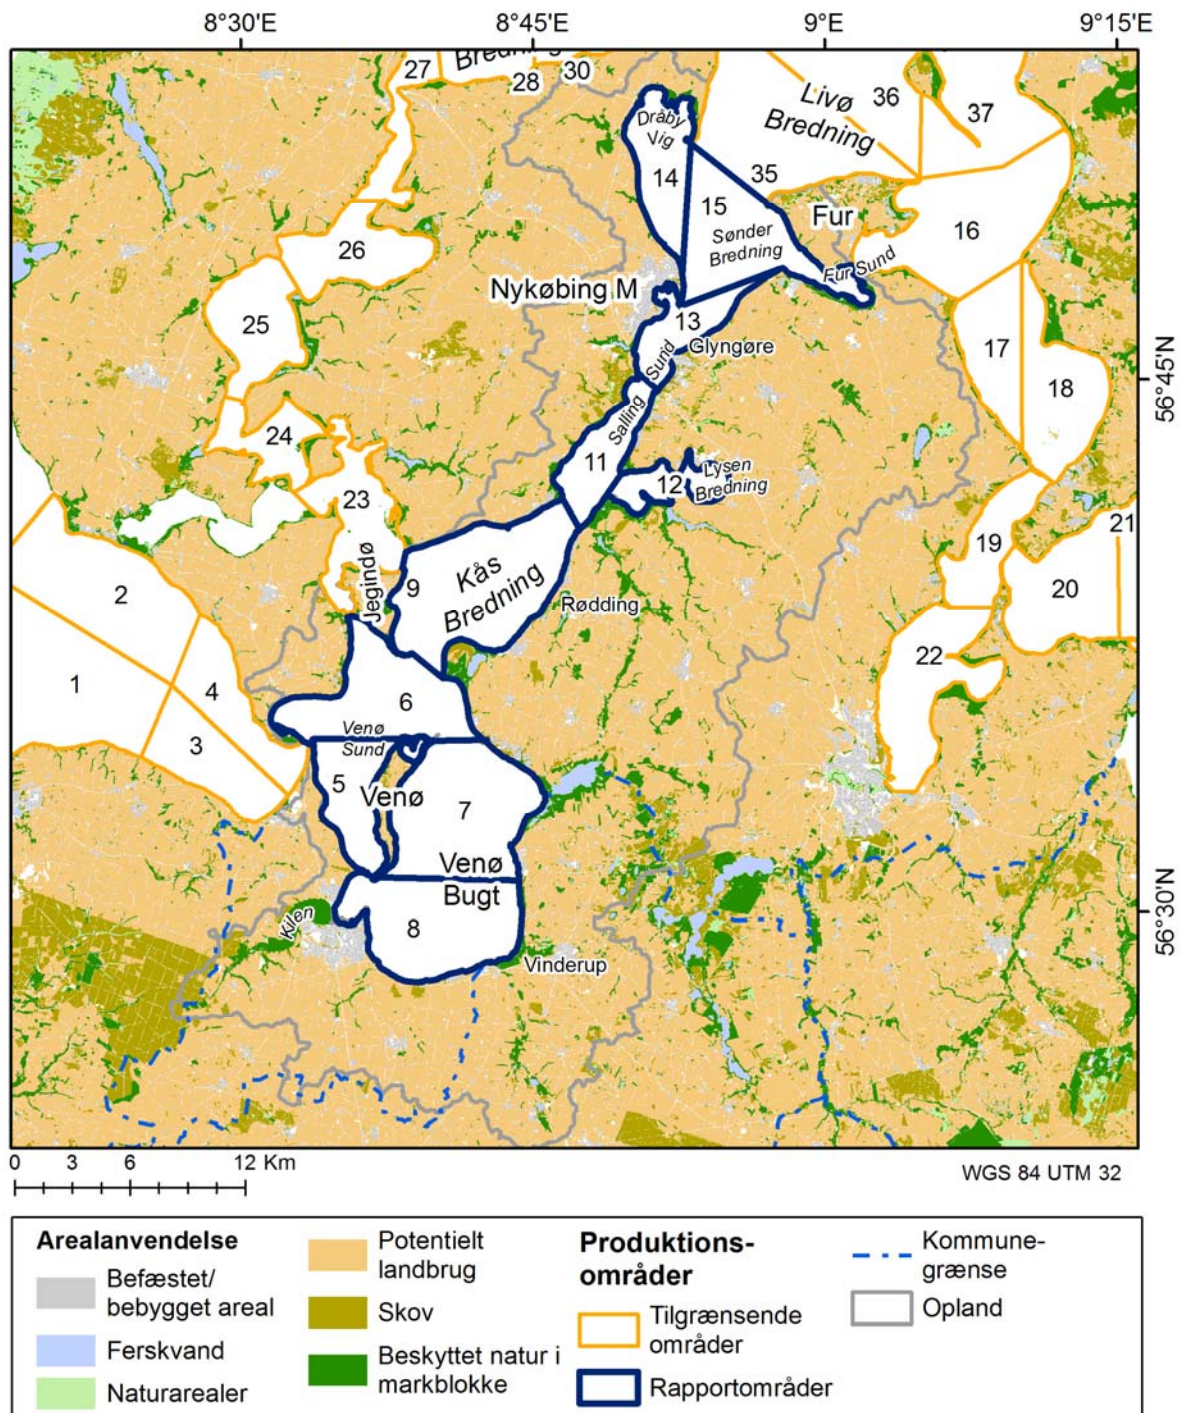 8°30'E
8°45'E
9°E
9°15'E
27
Bredning
28
30
36
37
Livø
Bredning
Dråby
Vig
14
35
15
Fur
16
Sønder
Bredning
Fur Sund
26
Nykøbing M
25
13
Glyngøre
17
Sund
56°45'N
18
Salling
24
11
Lysen
Bredning
12
23
21
19
Kås
Bredning
9
Jegindø
2
Rødding
20
22
1
4
6
3
Venø
Sund
5
Venø
7
Venø
Bugt
56°30'N
Kilen
8
Vinderup
0 3 6 12 Km
WGS 84 UTM 32
Arealanvendelse
Befæstet/
bebygget areal
Ferskvand
Naturarealer
Potentielt
landbrug
Skov
Beskyttet natur i
markblokke
Produktions-
områder
Tilgrænsende
områder
Rapportområder
Kommune-
grænse
Opland